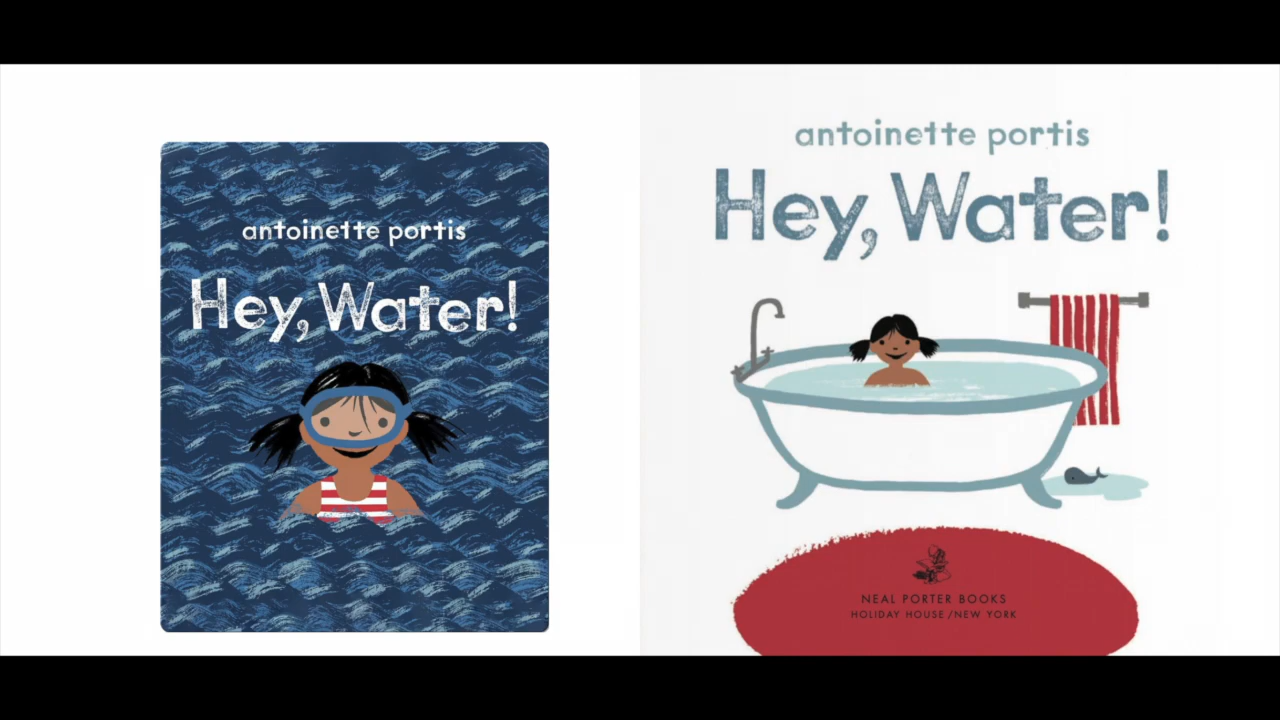 antoinette portis
Hey, Water!
antoinette portis
Hey, Water!
NEAL PORTER BOOKS
HOLIDAY HOUSE / NEW YORK